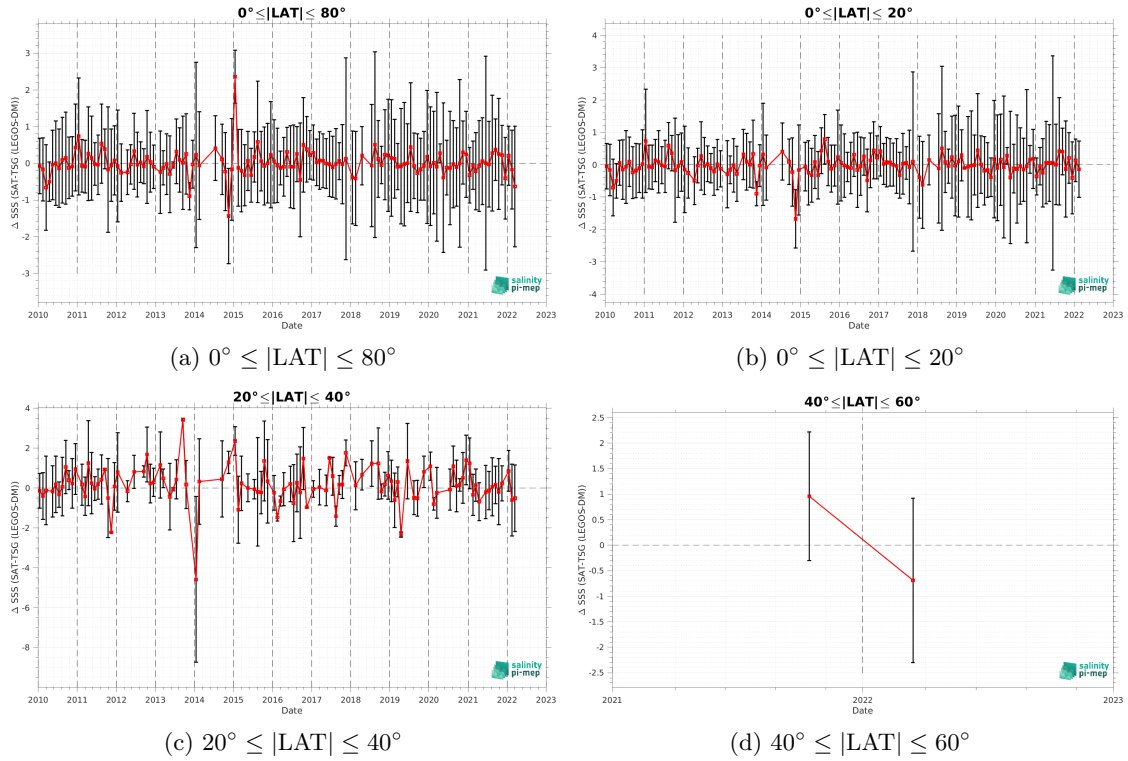 0°≤|LAT|≤ 80°
Δ SSS (SAT-TSG (LEGOS-DM))
3
2
1
0
-1
-2
-3
2010 2011 2012 2013 2014 2015 2016 2017 2018 2019 2020 2021 2022 2023
Date
salinity
pi-mep
(a) 0° ≤ |LAT| ≤ 80°
0°≤|LAT|≤ 20°
Δ SSS (SAT-TSG (LEGOS-DM))
4
3
2
1
0
-1
-2
-3
-4
2010 2011 2012 2013 2014 2015 2016 2017 2018 2019 2020 2021 2022 2023
Date
salinity
pi-mep
(b) 0° ≤ |LAT| ≤ 20°
20°≤|LAT|≤ 40°
Δ SSS (SAT-TSG (LEGOS-DM))
4
2
0
-2
-4
-6
-8
2010 2011 2012 2013 2014 2015 2016 2017 2018 2019 2020 2021 2022 2023
Date
salinity
pi-mep
(c) 20° ≤ |LAT| ≤ 40°
40°≤|LAT|≤ 60°
Δ SSS (SAT-TSG (LEGOS-DM))
2.5
2
1.5
1
0.5
0
-0.5
-1
-1.5
-2
-2.5
2021 2022 2023
Date
salinity
pi-mep
(d) 40° ≤ |LAT| ≤ 60°